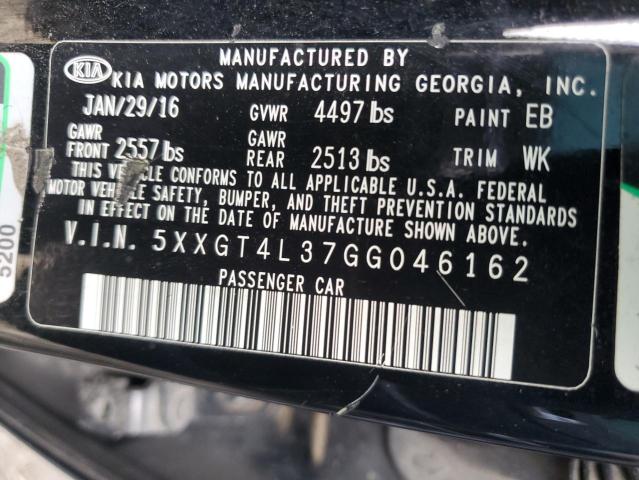 MANUFACTURED BY
KIA KIA MOTORS MANUFACTURING GEORGIA, INC.
JAN/29/16 GVWR 4497 lbs PAINT EB
GAWR FRONT 2557 lbs GAWR REAR 2513 lbs TRIM WK
THIS VEHICLE CONFORMS TO ALL APPLICABLE U.S.A. FEDERAL
MOTOR VEHICLE SAFETY, BUMPER, AND THEFT PREVENTION STANDARDS
IN EFFECT ON THE DATE OF MANUFACTURE SHOWN ABOVE.
V.I.N. 5XXGT4L37GG046162
PASSENGER CAR
5200